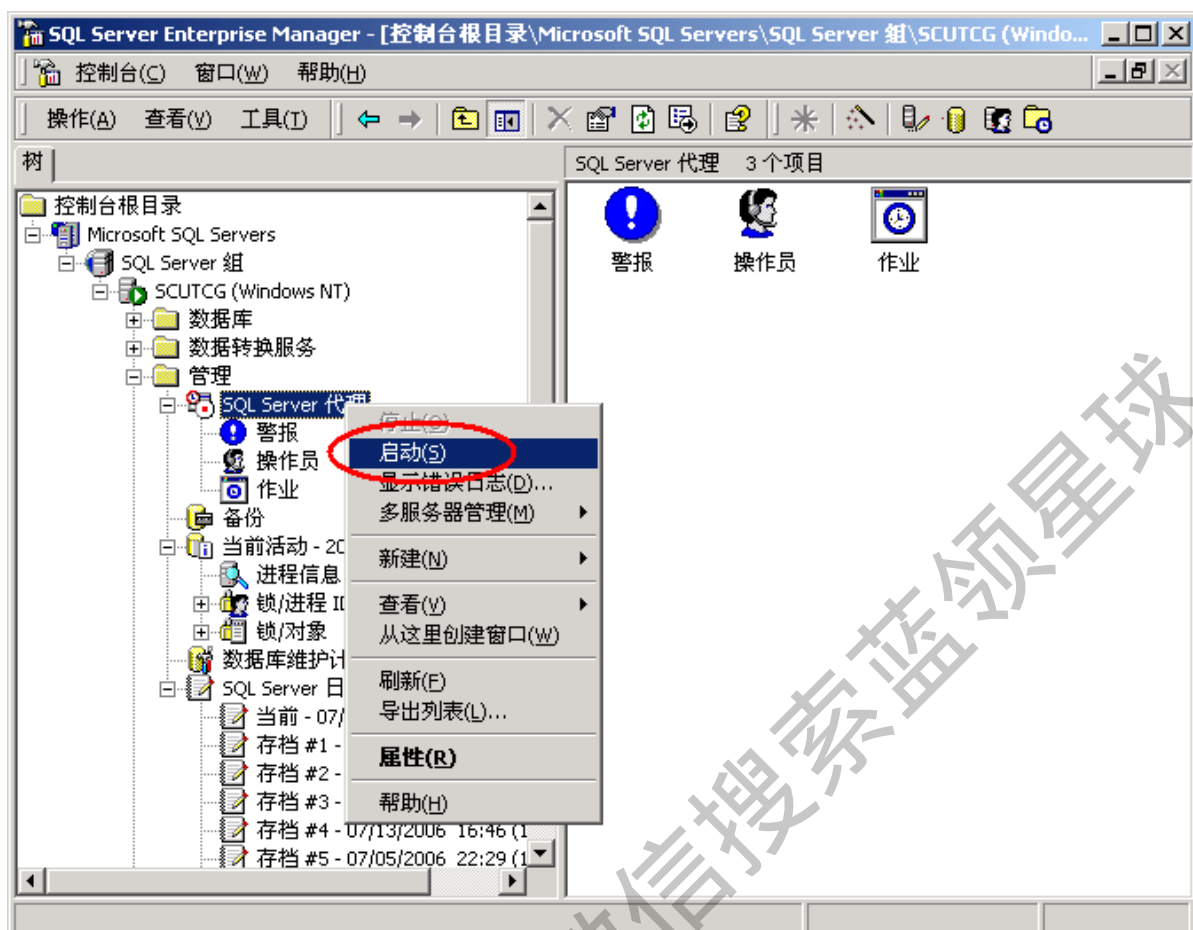 SQL Server Enterprise Manager - [控制台根目录\Microsoft SQL Servers\SQL Server 组\SCUTCG (Windo...
控制台(C) 窗口(W) 帮助(H)
操作(A) 查看(V) 工具(T)
树
SQL Server 代理 3 个项目
控制台根目录
Microsoft SQL Servers
SQL Server 组
SCUTCG (Windows NT)
数据库
数据转换服务
管理
SQL Server 代理
警报
操作员
作业
备份
当前活动 - 20
进程信息
锁/进程 ID
锁/对象
数据库维护计
SQL Server 日
当前 - 07/
存档 #1 -
存档 #2 -
存档 #3 -
存档 #4 - 07/13/2006 16:46 (1
存档 #5 - 07/05/2006 22:29 (1
停止(O)
启动(S)
显示错误日志(D)...
多服务器管理(M)
新建(N)
查看(V)
从这里创建窗口(W)
刷新(F)
导出列表(L)...
属性(R)
帮助(H)
警报 操作员 作业
微信搜索蓝领星球